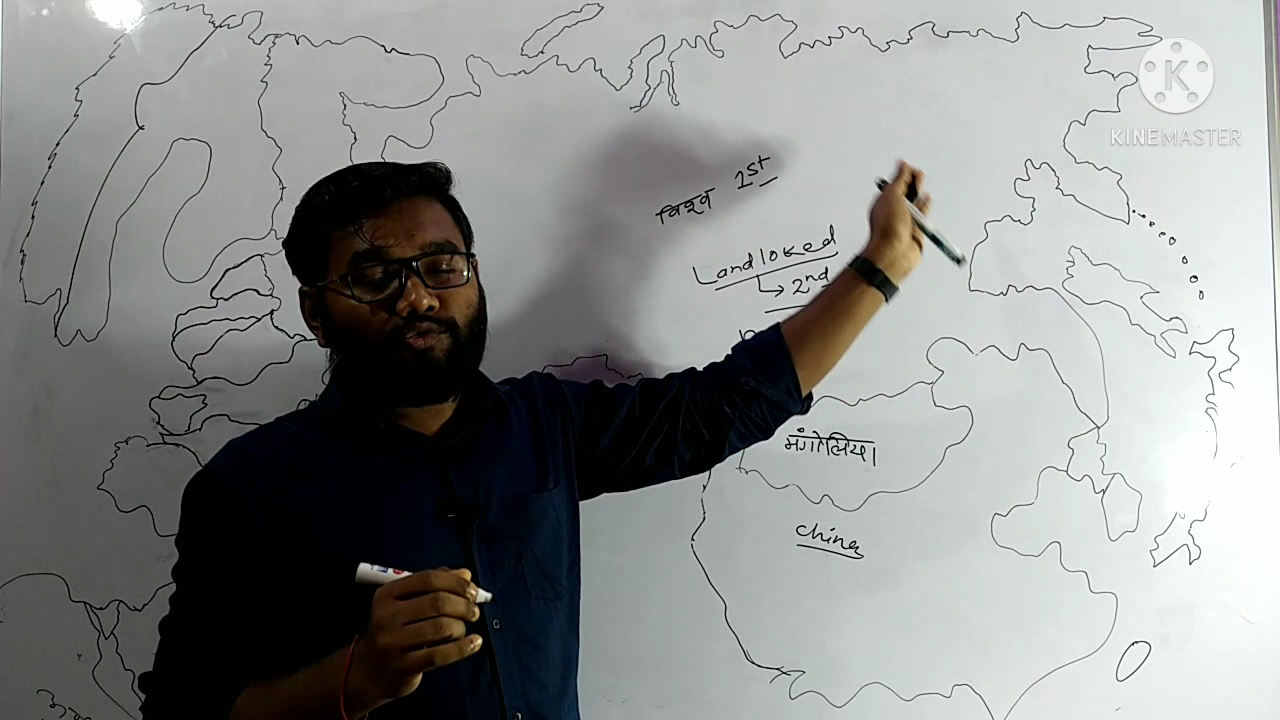 विश्व 1st
Landloked
→ 2nd
मंगोलिया
China
K
KINEMASTER